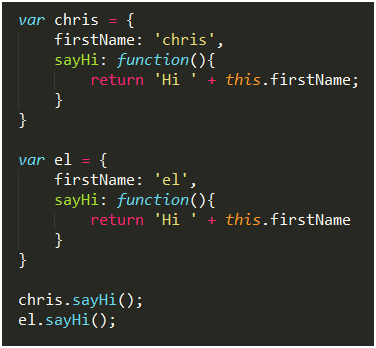 var chris = {
    firstName: 'chris',
    sayHi: function(){
        return 'Hi ' + this.firstName;
    }
}

var el = {
    firstName: 'el',
    sayHi: function(){
        return 'Hi ' + this.firstName
    }
}

chris.sayHi();
el.sayHi();